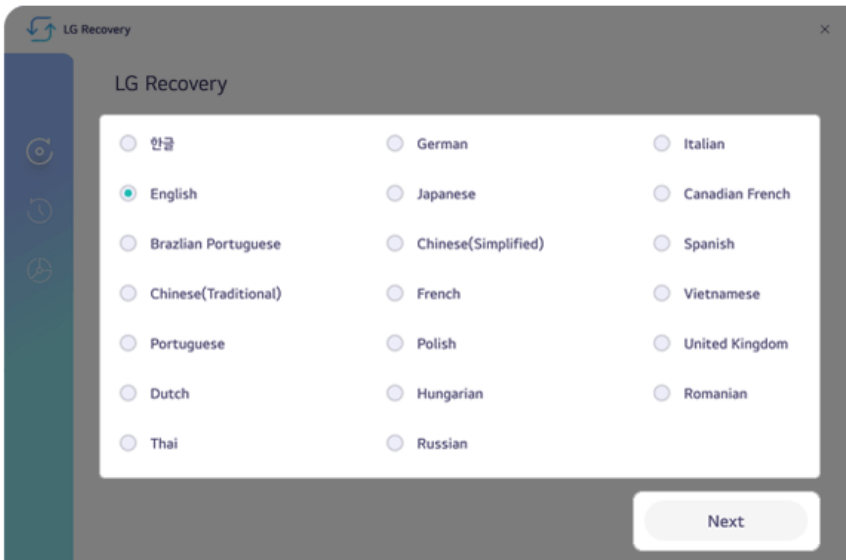 LG Recovery
LG Recovery
한글 German Italian
English Japanese Canadian French
Brazlian Portuguese Chinese(Simplified) Spanish
Chinese(Traditional) French Vietnamese
Portuguese Polish United Kingdom
Dutch Hungarian Romanian
Thai Russian
Next